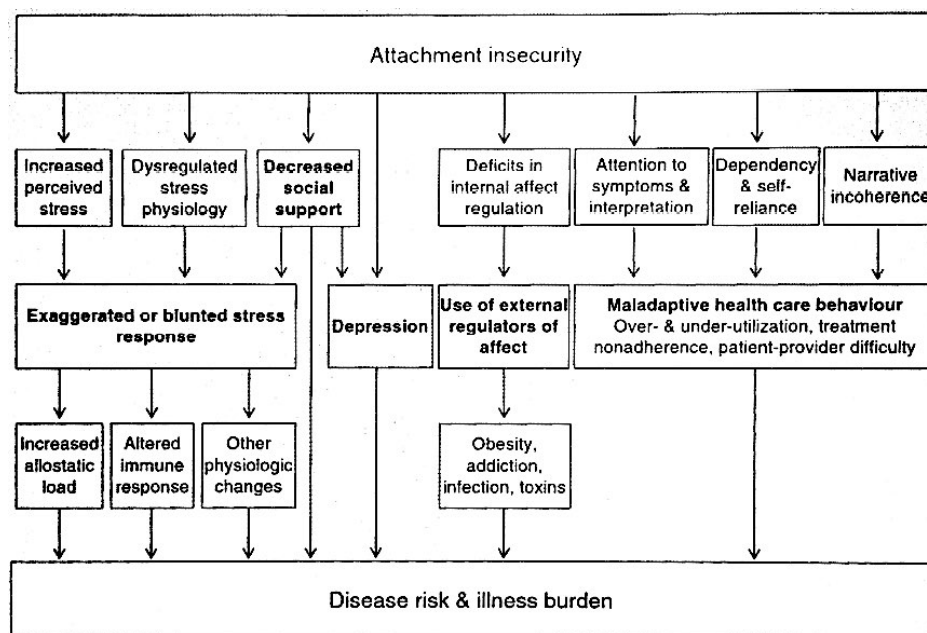 Attachment insecurity
Increased
perceived
stress
Dysregulated
stress
physiology
Decreased
social
support
Deficits in
internal affect
regulation
Attention to
symptoms &
interpretation
Dependency
& self-
reliance
Narrative
incoherence
Exaggerated or blunted stress
response
Depression
Use of external
regulators of
affect
Maladaptive health care behaviour
Over- & under-utilization, treatment
nonadherence, patient-provider difficulty
Increased
allostatic
load
Altered
immune
response
Other
physiologic
changes
Obesity,
addiction,
infection, toxins
Disease risk & illness burden